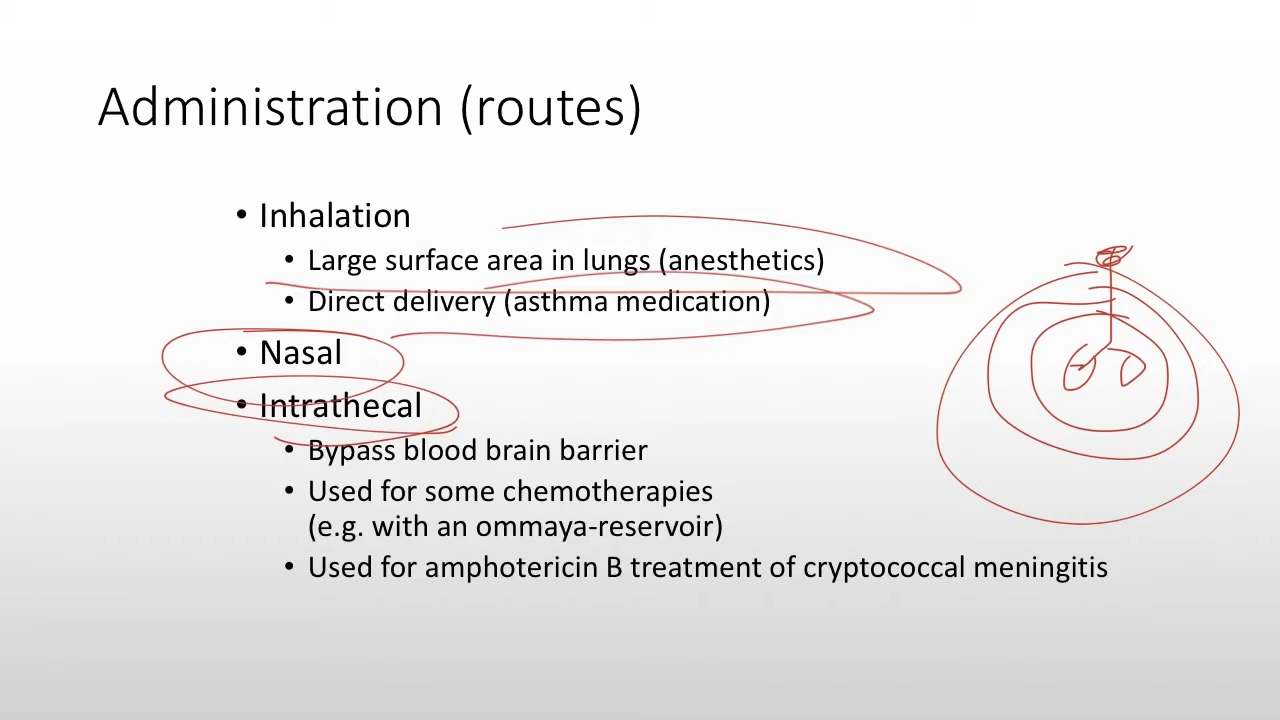 Administration (routes)
• Inhalation
• Large surface area in lungs (anesthetics)
• Direct delivery (asthma medication)
• Nasal
• Intrathecal
• Bypass blood brain barrier
• Used for some chemotherapies
(e.g. with an ommaya-reservoir)
• Used for amphotericin B treatment of cryptococcal meningitis